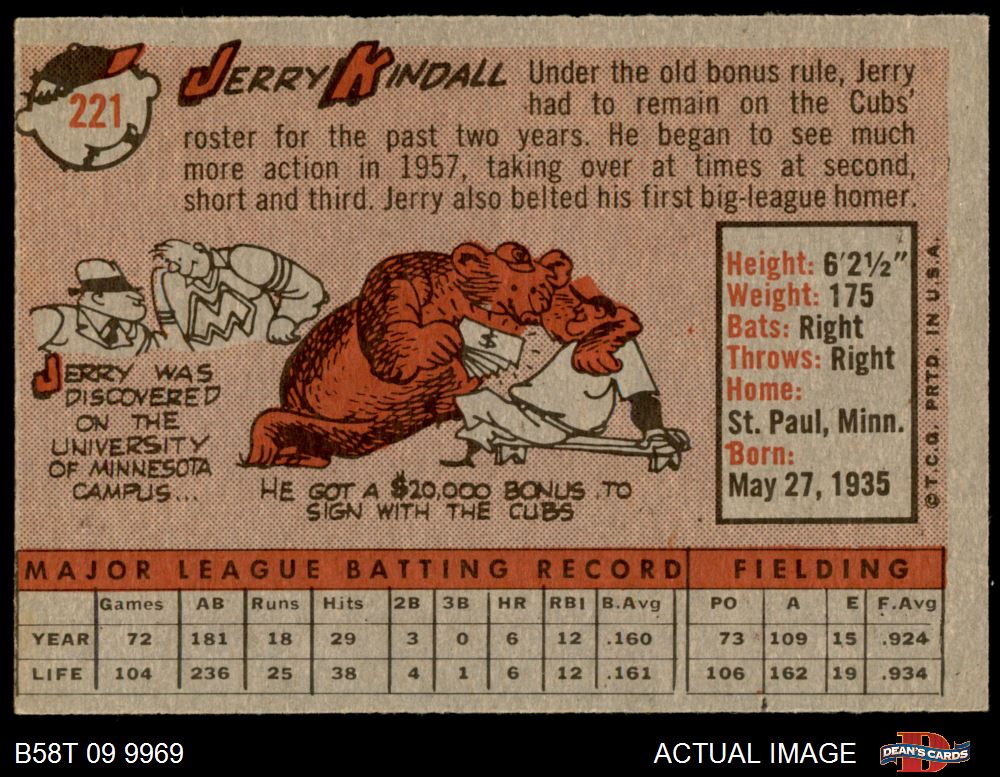 221
JERRY KINDALL
Under the old bonus rule, Jerry
had to remain on the Cubs'
roster for the past two years. He began to see much
more action in 1957, taking over at times at second,
short and third. Jerry also belted his first big-league homer.
M
JERRY WAS
DISCOVERED
ON THE
UNIVERSITY
OF MINNESOTA
CAMPUS...
$
HE GOT A $20,000 BONUS TO
SIGN WITH THE CUBS
Height: 6'2½"
Weight: 175
Bats: Right
Throws: Right
Home:
St. Paul, Minn.
Born:
May 27, 1935
© T.C.G. PRTD. IN U.S.A.
MAJOR LEAGUE BATTING RECORD FIELDING
Games AB Runs Hits 2B 3B HR RBI B.Avg PO A E F.Avg
YEAR 72 181 18 29 3 0 6 12 .160 73 109 15 .924
LIFE 104 236 25 38 4 1 6 12 .161 106 162 19 .934
B58T 09 9969
ACTUAL IMAGE
D
DEAN'S CARDS